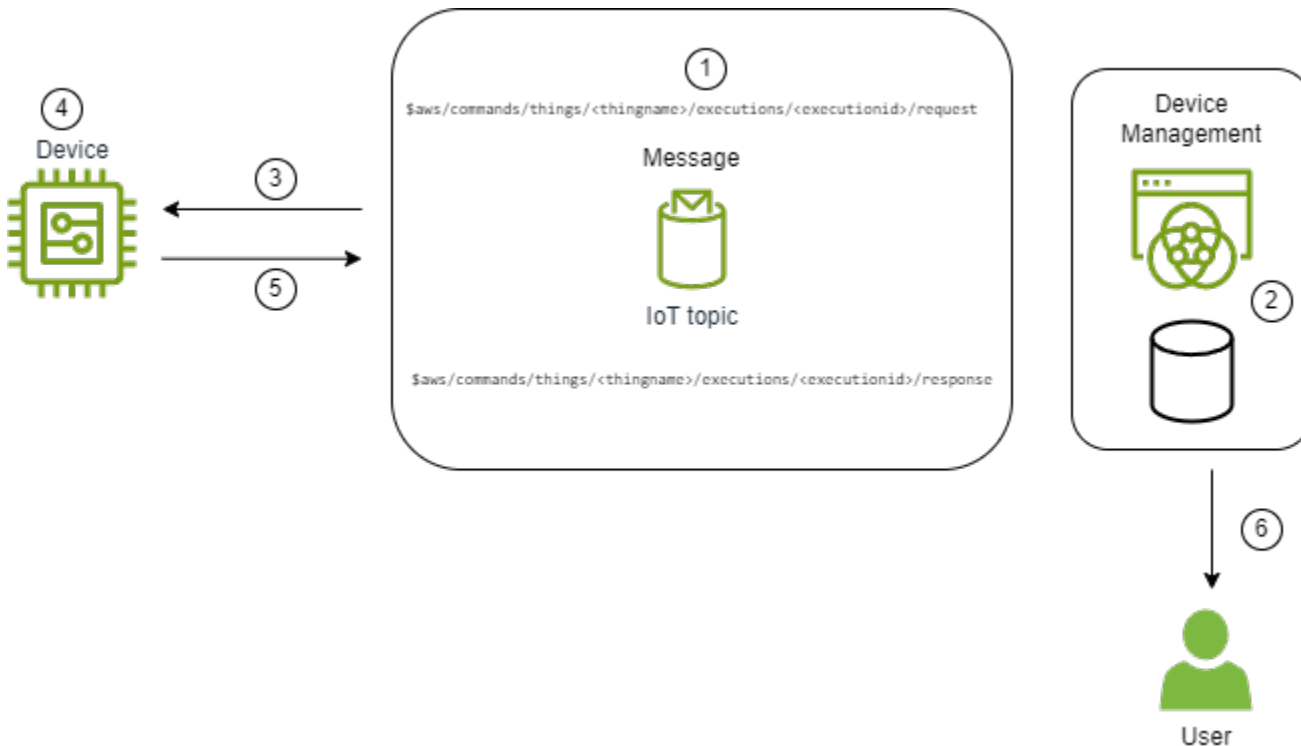 1
$aws/commands/things/<thingname>/executions/<executionid>/request
Message
IoT topic
$aws/commands/things/<thingname>/executions/<executionid>/response
4
Device
3
5
Device
Management
2
6
User